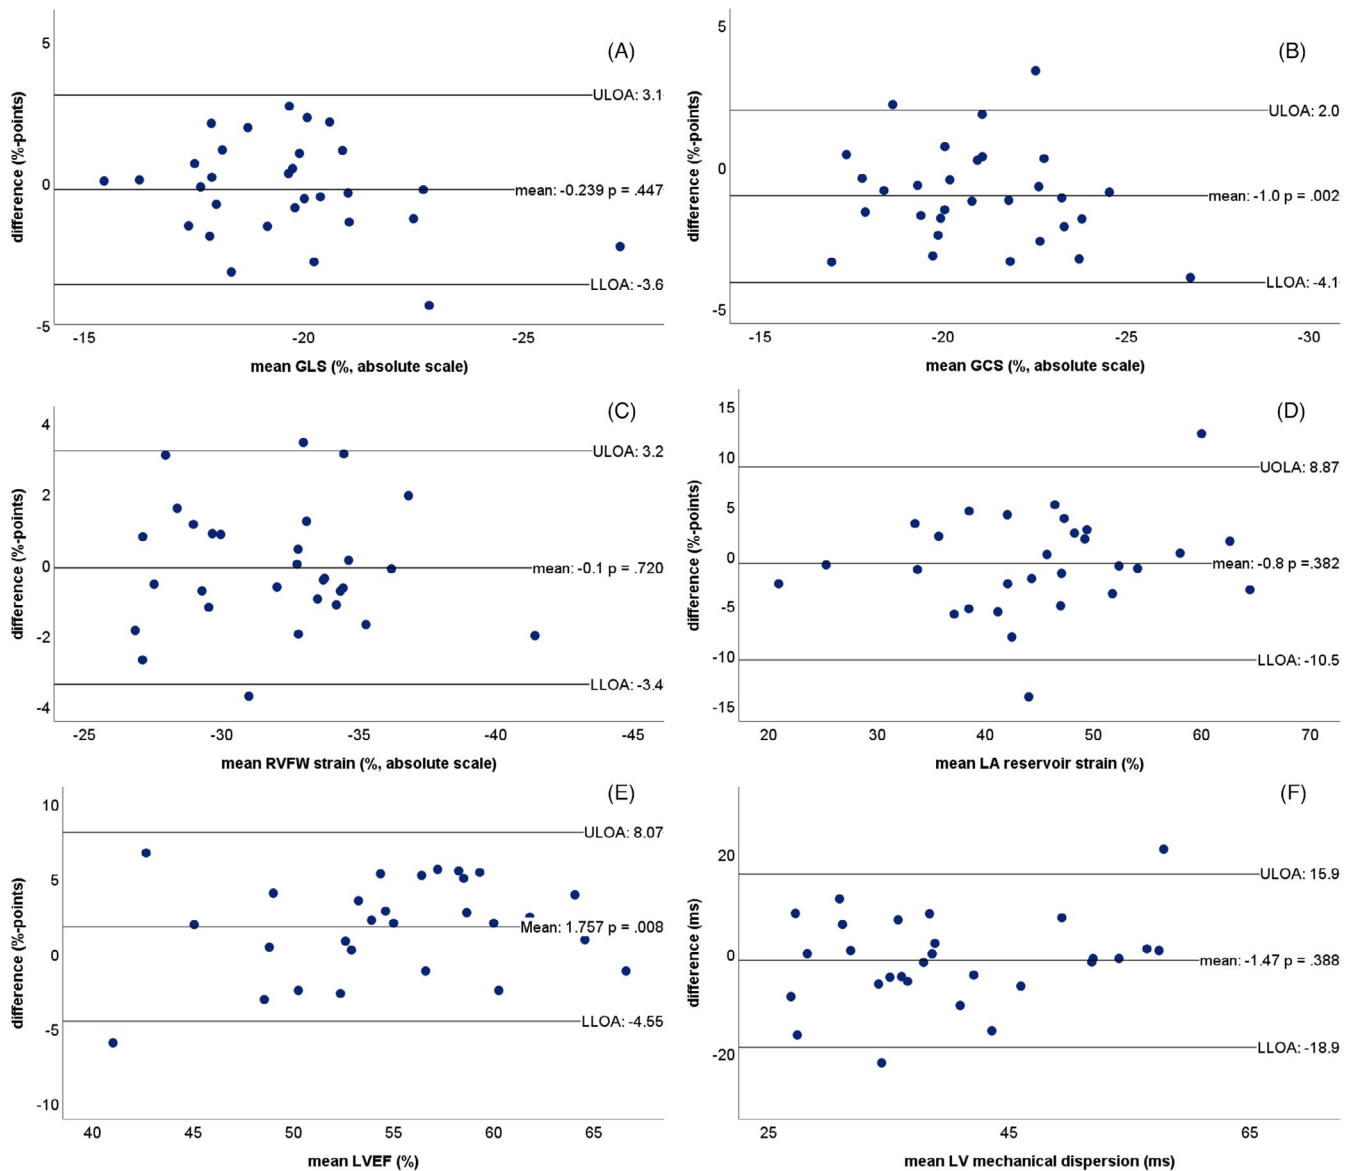 (A)
5
0
-5
difference (%-points)
ULOA: 3.1
mean: -0.239 p = .447
LLOA: -3.6
-15 -20 -25
mean GLS (%, absolute scale)
(B)
5
0
-5
difference (%-points)
ULOA: 2.0
mean: -1.0 p = .002
LLOA: -4.1
-15 -20 -25 -30
mean GCS (%, absolute scale)
(C)
4
2
0
-2
-4
difference (%-points)
ULOA: 3.2
mean: -0.1 p = .720
LLOA: -3.4
-25 -30 -35 -40 -45
mean RVFW strain (%, absolute scale)
(D)
15
10
5
0
-5
-10
-15
difference (%-points)
UOLA: 8.87
mean: -0.8 p =.382
LLOA: -10.5
20 30 40 50 60 70
mean LA reservoir strain (%)
(E)
10
5
0
-5
-10
difference (%-points)
ULOA: 8.07
Mean: 1.757 p = .008
LLOA: -4.55
40 45 50 55 60 65
mean LVEF (%)
(F)
20
0
-20
difference (ms)
ULOA: 15.9
mean: -1.47 p = .388
LLOA: -18.9
25 45 65
mean LV mechanical dispersion (ms)